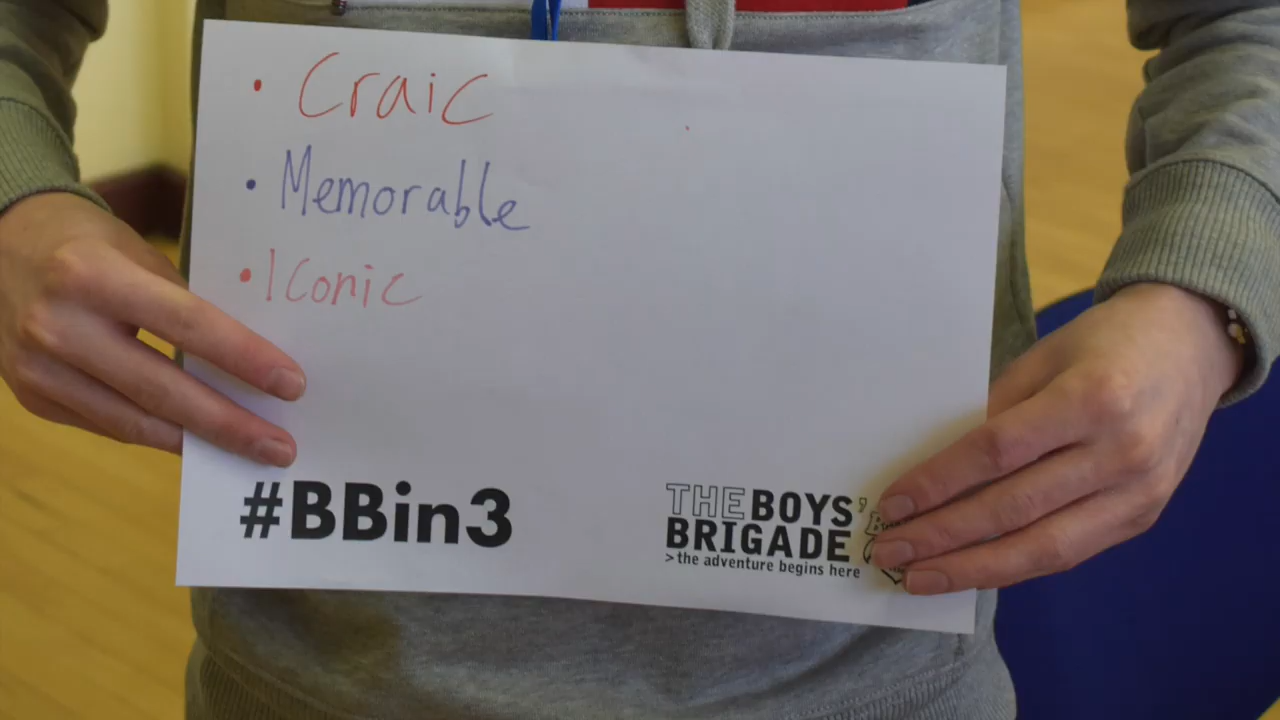 • Craic
• Memorable
• Iconic
#BBin3
THE BOYS'
BRIGADE
>the adventure begins here